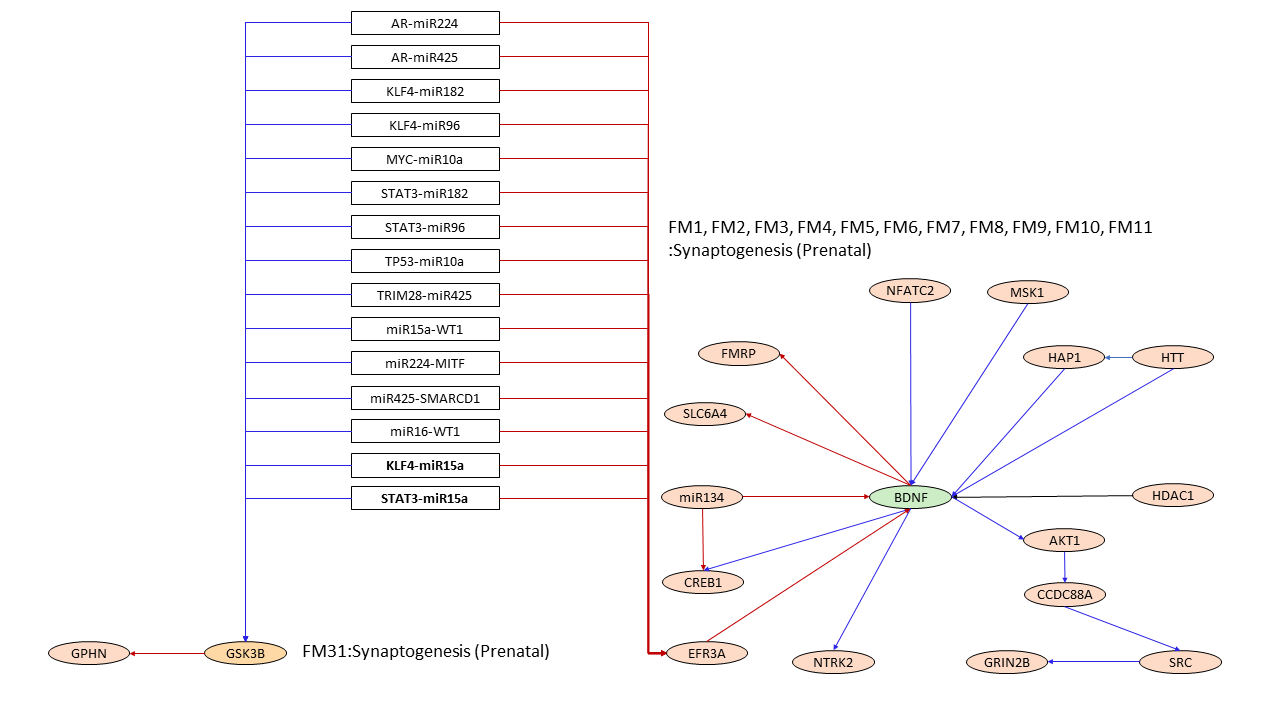 AR-miR224
AR-miR425
KLF4-miR182
KLF4-miR96
MYC-miR10a
STAT3-miR182
STAT3-miR96
TP53-miR10a
TRIM28-miR425
miR15a-WT1
miR224-MITF
miR425-SMARCD1
miR16-WT1
KLF4-miR15a
STAT3-miR15a
FM1, FM2, FM3, FM4, FM5, FM6, FM7, FM8, FM9, FM10, FM11
:Synaptogenesis (Prenatal)
NFATC2
MSK1
FMRP
HAP1
HTT
SLC6A4
miR134
BDNF
HDAC1
AKT1
CREB1
CCDC88A
GPHN
GSK3B
FM31:Synaptogenesis (Prenatal)
EFR3A
NTRK2
GRIN2B
SRC